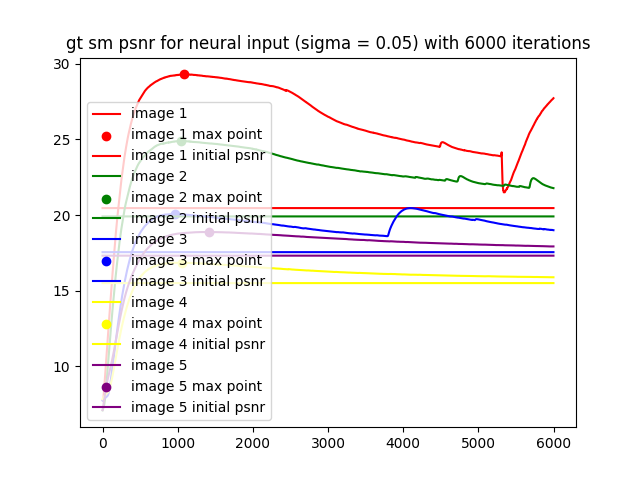 gt sm psnr for neural input (sigma = 0.05) with 6000 iterations
30
25
20
15
10
image 1
image 1 max point
image 1 initial psnr
image 2
image 2 max point
image 2 initial psnr
image 3
image 3 max point
image 3 initial psnr
image 4
image 4 max point
image 4 initial psnr
image 5
image 5 max point
image 5 initial psnr
0 1000 2000 3000 4000 5000 6000